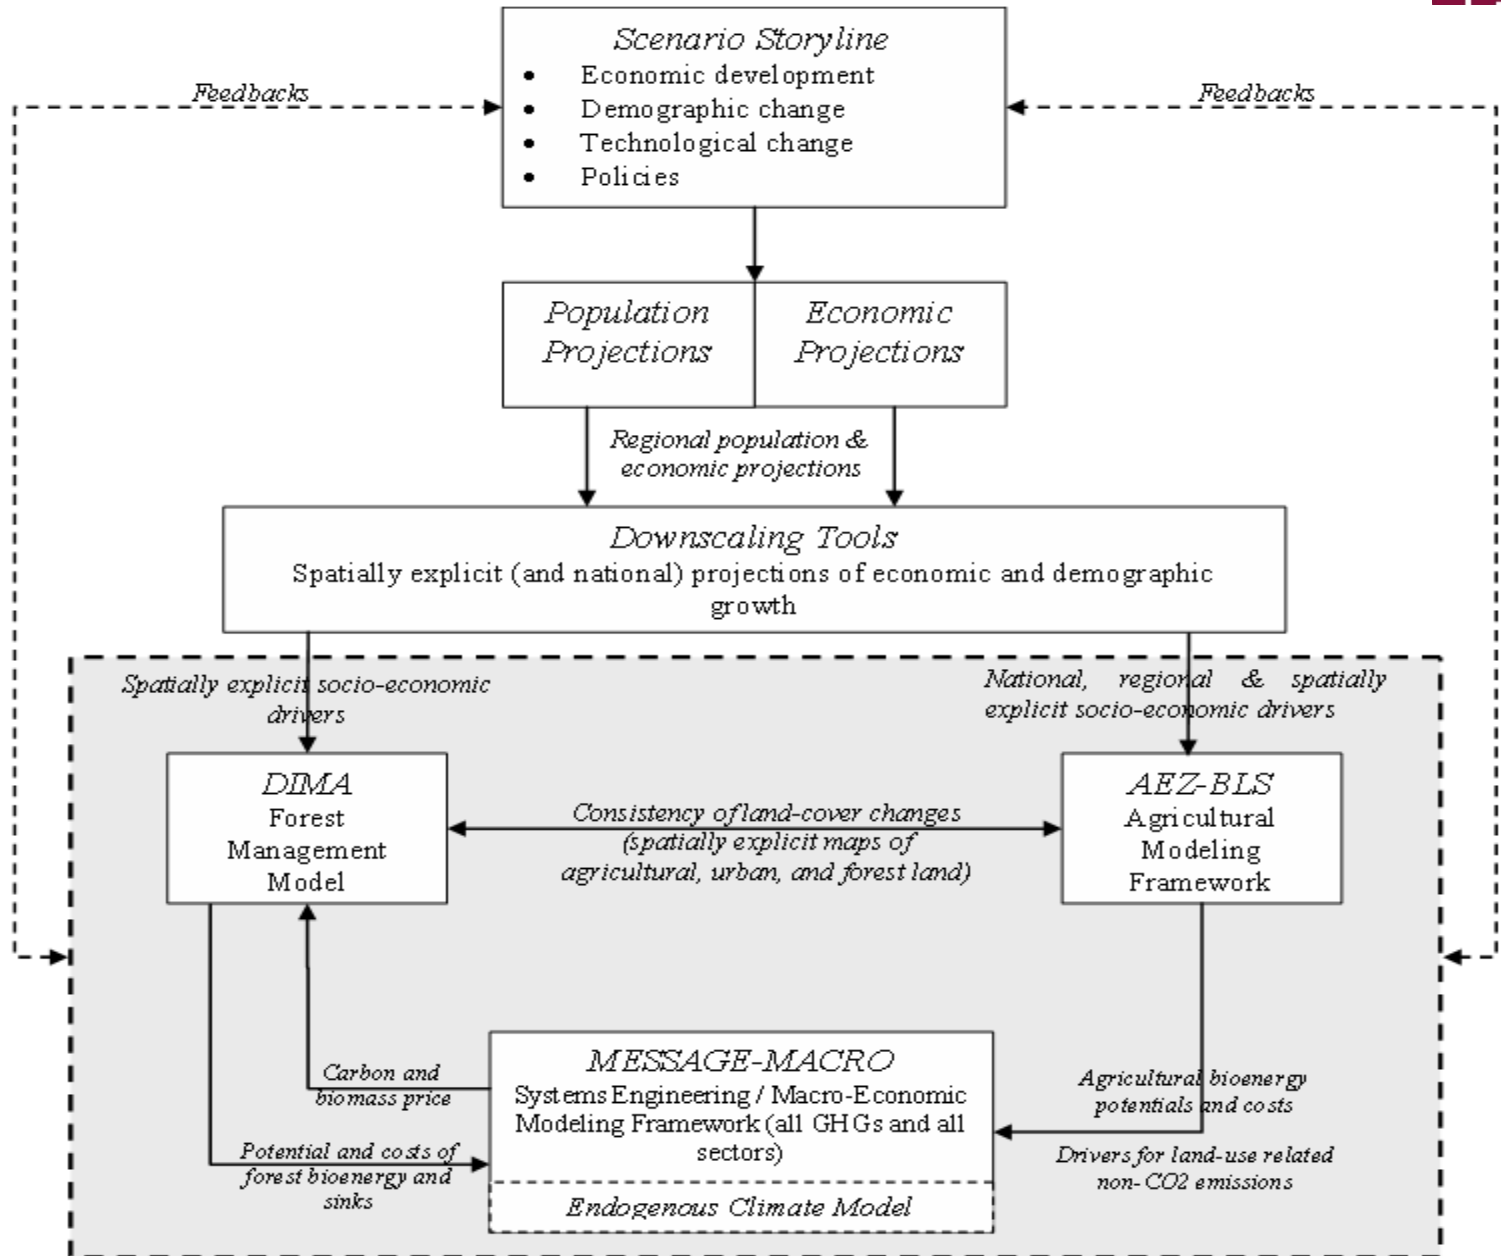 Scenario Storyline
• Economic development
• Demographic change
• Technological change
• Policies
Feedbacks
Feedbacks
Population
Projections
Economic
Projections
Regional population &
economic projections
Downscaling Tools
Spatially explicit (and national) projections of economic and demographic
growth
Spatially explicit socio-economic
drivers
National, regional & spatially
explicit socio-economic drivers
DIMA
Forest
Management
Model
Consistency of land-cover changes
(spatially explicit maps of
agricultural, urban, and forest land)
AEZ-BLS
Agricultural
Modeling
Framework
Carbon and
biomass price
Potential and costs of
forest bioenergy and
sinks
MESSAGE-MACRO
Systems Engineering / Macro-Economic
Modeling Framework (all GHGs and all
sectors)
Endogenous Climate Model
Agricultural bioenergy
potentials and costs
Drivers for land-use related
non-CO2 emissions